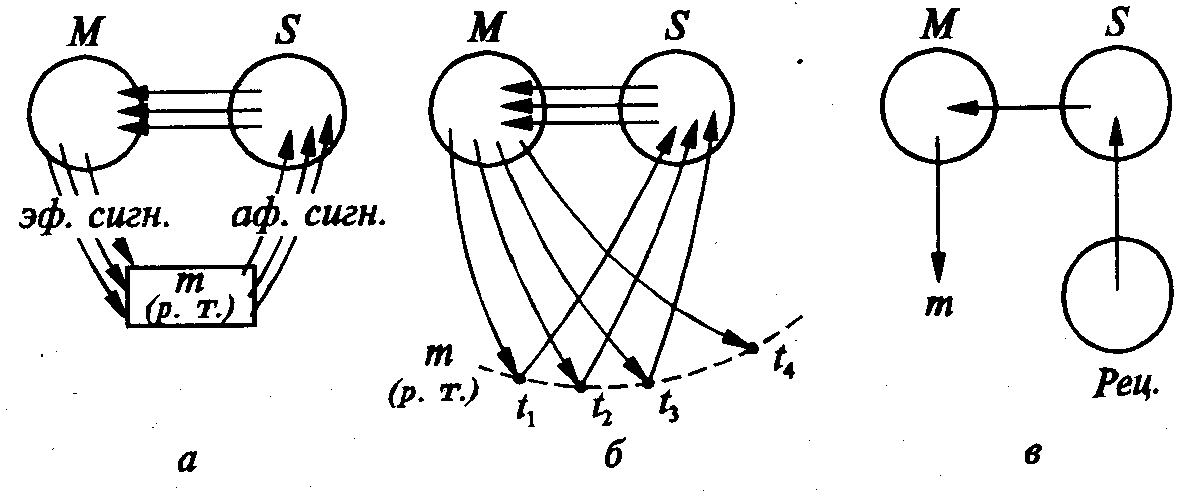 M S
эф. сигн. аф. сигн.
m
(р. т.)
а
M S
m
(р. т.)
t₁ t₂ t₃ t₄
б
M S
m
Рец.
в